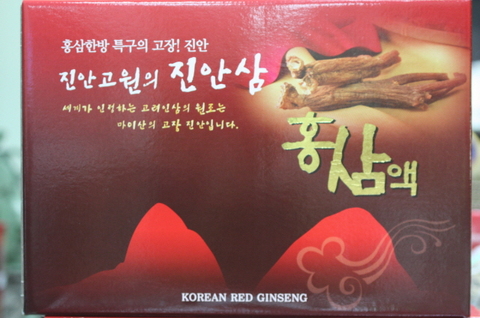 홍삼한방 특구의 고장! 진안
진안고원의 진안삼
세계가 인정하는 고려인삼의 원료는
마이산의 고장 진안입니다.
홍삼액
KOREAN RED GINSENG